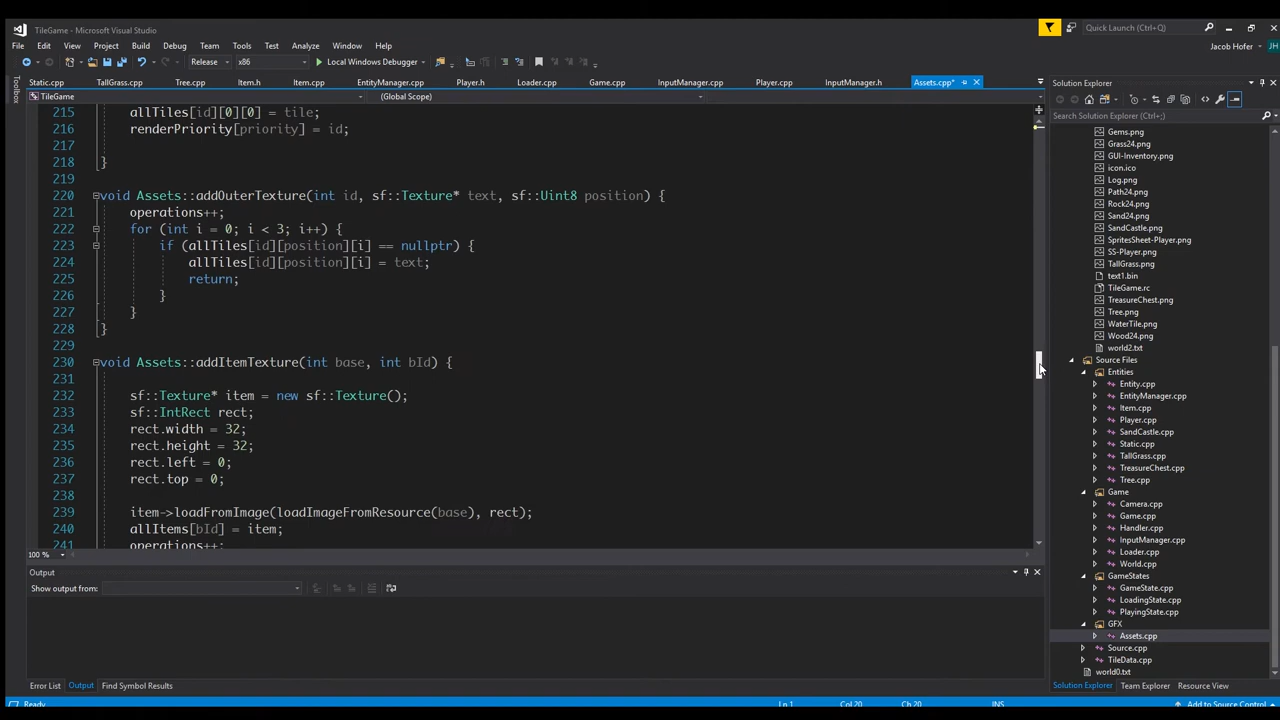 TileGame - Microsoft Visual Studio
Quick Launch (Ctrl+Q)
File Edit View Project Build Debug Team Tools Test Analyze Window Help
Jacob Hofer JH
Release x86 Local Windows Debugger
Static.cpp TallGrass.cpp Tree.cpp Item.h Item.cpp EntityManager.cpp Player.h Loader.cpp Game.cpp InputManager.cpp Player.cpp InputManager.h Assets.cpp*
TileGame (Global Scope)
Toolbox
215 allTiles[id][0][0] = tile;
216 renderPriority[priority] = id;
217
218 }
219
220 void Assets::addOuterTexture(int id, sf::Texture* text, sf::Uint8 position) {
221 operations++;
222 for (int i = 0; i < 3; i++) {
223 if (allTiles[id][position][i] == nullptr) {
224 allTiles[id][position][i] = text;
225 return;
226 }
227 }
228 }
229
230 void Assets::addItemTexture(int base, int bId) {
231
232 sf::Texture* item = new sf::Texture();
233 sf::IntRect rect;
234 rect.width = 32;
235 rect.height = 32;
236 rect.left = 0;
237 rect.top = 0;
238
239 item->loadFromImage(loadImageFromResource(base), rect);
240 allItems[bId] = item;
241 operations++;
100 %
Output
Show output from:
Error List Output Find Symbol Results
Solution Explorer
Search Solution Explorer (Ctrl+;)
Gems.png
Grass24.png
GUI-Inventory.png
icon.ico
Log.png
Path24.png
Rock24.png
Sand24.png
SandCastle.png
SpritesSheet-Player.png
SS-Player.png
TallGrass.png
text1.bin
TileGame.rc
TreasureChest.png
Tree.png
WaterTile.png
Wood24.png
world2.txt
Source Files
Entities
Entity.cpp
EntityManager.cpp
Item.cpp
Player.cpp
SandCastle.cpp
Static.cpp
TallGrass.cpp
TreasureChest.cpp
Tree.cpp
Game
Camera.cpp
Game.cpp
Handler.cpp
InputManager.cpp
Loader.cpp
World.cpp
GameStates
GameState.cpp
LoadingState.cpp
PlayingState.cpp
GFX
Assets.cpp
Source.cpp
TileData.cpp
world0.txt
Solution Explorer Team Explorer Resource View
Ready Ln 1 Col 20 Ch 20 INS Add to Source Control